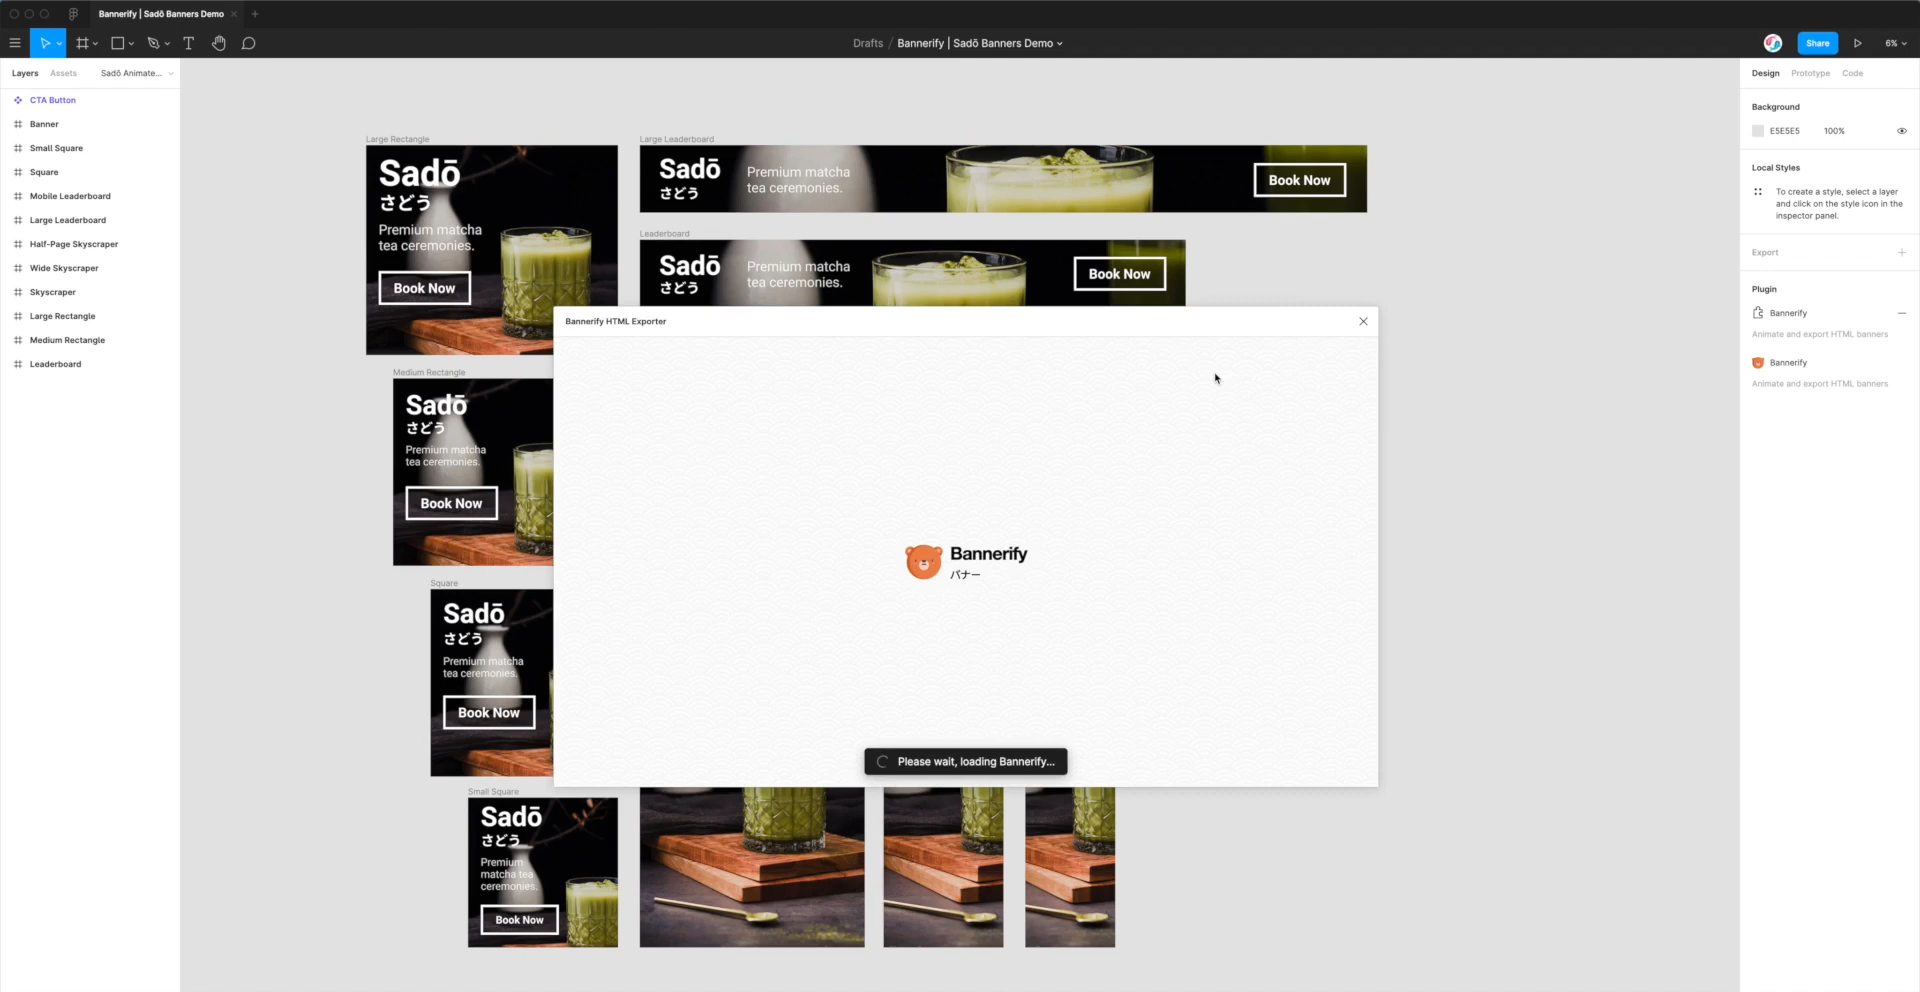 Bannerify | Sadō Banners Demo
Drafts / Bannerify | Sadō Banners Demo
Share
6%
Layers
Assets
Sadō Animate...
CTA Button
Banner
Small Square
Square
Mobile Leaderboard
Large Leaderboard
Half-Page Skyscraper
Wide Skyscraper
Skyscraper
Large Rectangle
Medium Rectangle
Leaderboard
Large Rectangle
Sadō
さどう
Premium matcha
tea ceremonies.
Book Now
Large Leaderboard
Sadō
さどう
Premium matcha
tea ceremonies.
Book Now
Leaderboard
Sadō
さどう
Premium matcha
tea ceremonies.
Book Now
Medium Rectangle
Sadō
さどう
Premium matcha
tea ceremonies.
Book Now
Square
Sadō
さどう
Premium matcha
tea ceremonies.
Book Now
Small Square
Sadō
さどう
Premium
matcha tea
ceremonies.
Book Now
Bannerify HTML Exporter
Bannerify
バナー
Please wait, loading Bannerify...
Design
Prototype
Code
Background
E5E5E5
100%
Local Styles
To create a style, select a layer
and click on the style icon in the
inspector panel.
Export
Plugin
Bannerify
Animate and export HTML banners
Bannerify
Animate and export HTML banners